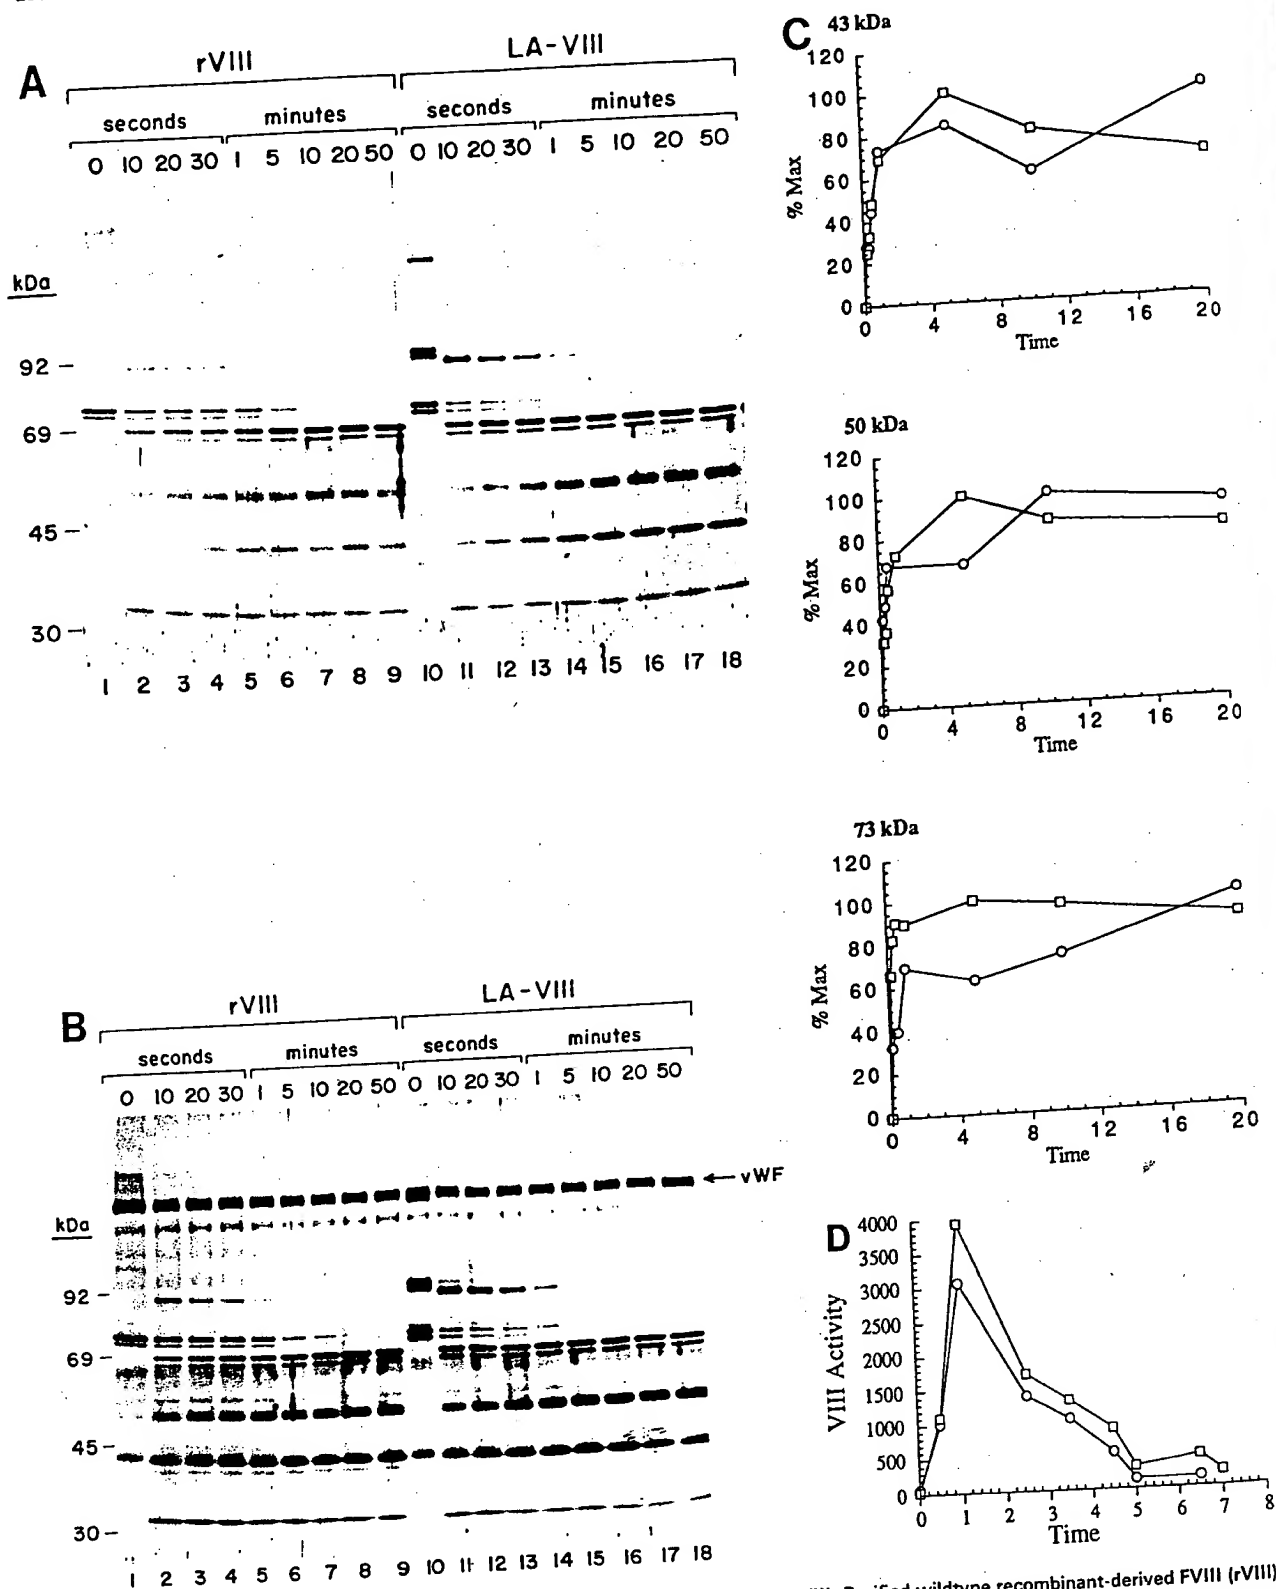 A
rVIII
LA-VIII
seconds minutes seconds minutes
0 10 20 30 1 5 10 20 50 0 10 20 30 1 5 10 20 50
kDa
92
69
45
30
1 2 3 4 5 6 7 8 9 10 11 12 13 14 15 16 17 18
B
rVIII
LA-VIII
seconds minutes seconds minutes
0 10 20 30 1 5 10 20 50 0 10 20 30 1 5 10 20 50
vWF
kDa
92
69
45
30
1 2 3 4 5 6 7 8 9 10 11 12 13 14 15 16 17 18
C
43 kDa
120
100
80
60
40
20
0
% Max
0 4 8 12 16 20
Time
50 kDa
120
100
80
60
40
20
0
% Max
0 4 8 12 16 20
Time
73 kDa
120
100
80
60
40
20
0
% Max
0 4 8 12 16 20
Time
D
4000
3500
3000
2500
2000
1500
1000
500
0
VIII Activity
0 1 2 3 4 5 6 7 8
Time
Purified wildtype recombinant-derived FVIII (rVIII)